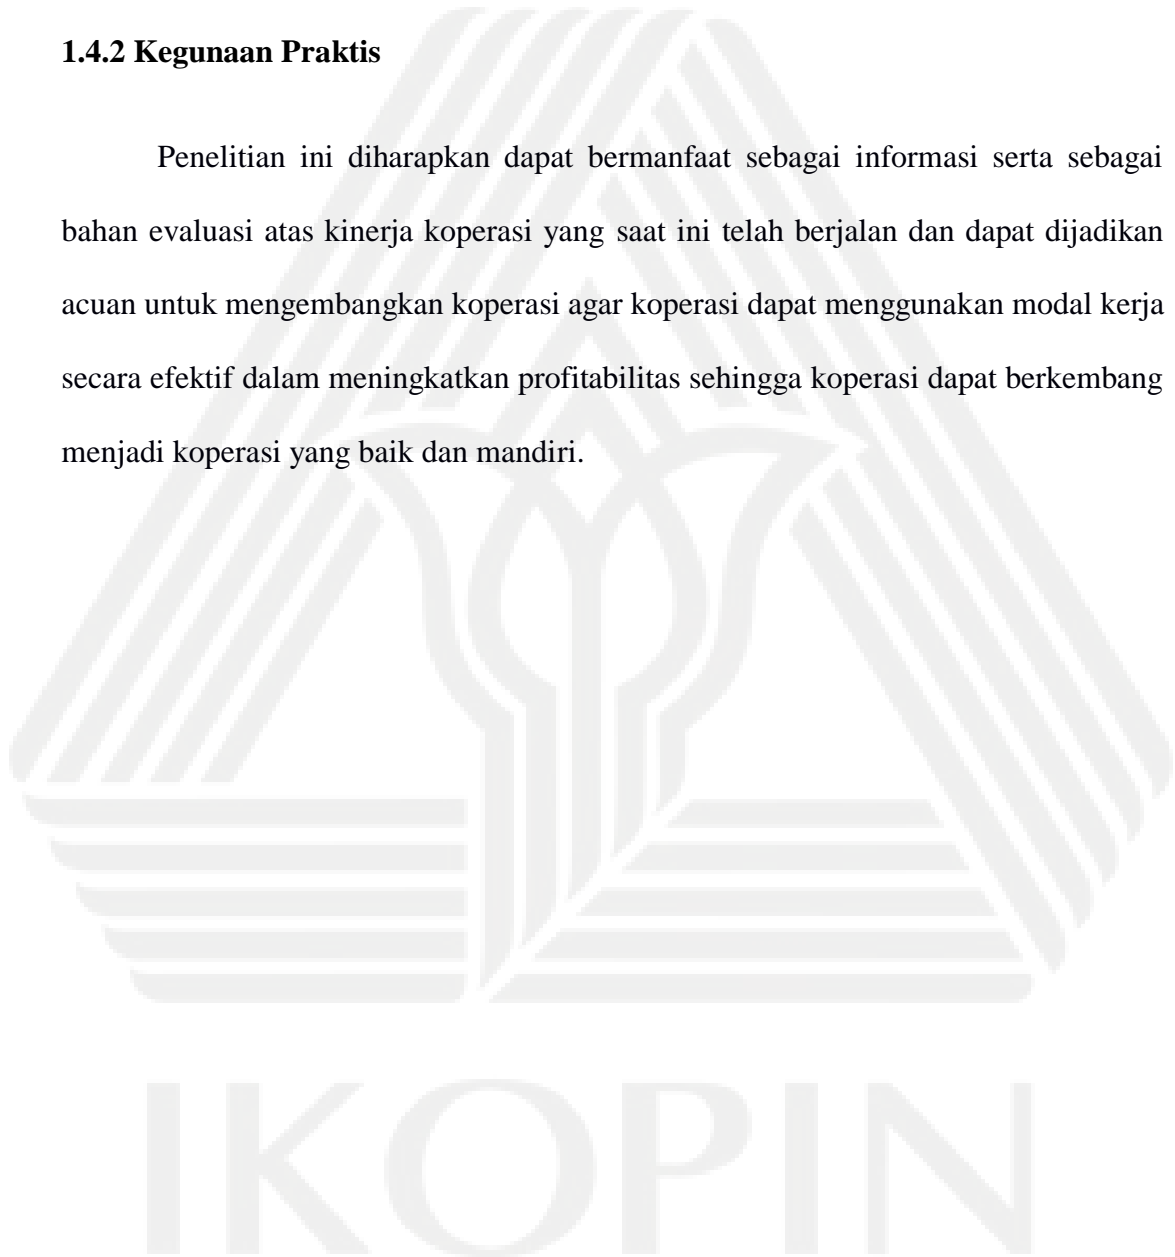 1.4.2 Kegunaan Praktis
Penelitian ini diharapkan dapat bermanfaat sebagai informasi serta sebagai
bahan evaluasi atas kinerja koperasi yang saat ini telah berjalan dan dapat dijadikan
acuan untuk mengembangkan koperasi agar koperasi dapat menggunakan modal kerja
secara efektif dalam meningkatkan profitabilitas sehingga koperasi dapat berkembang
menjadi koperasi yang baik dan mandiri.
IKOPIN